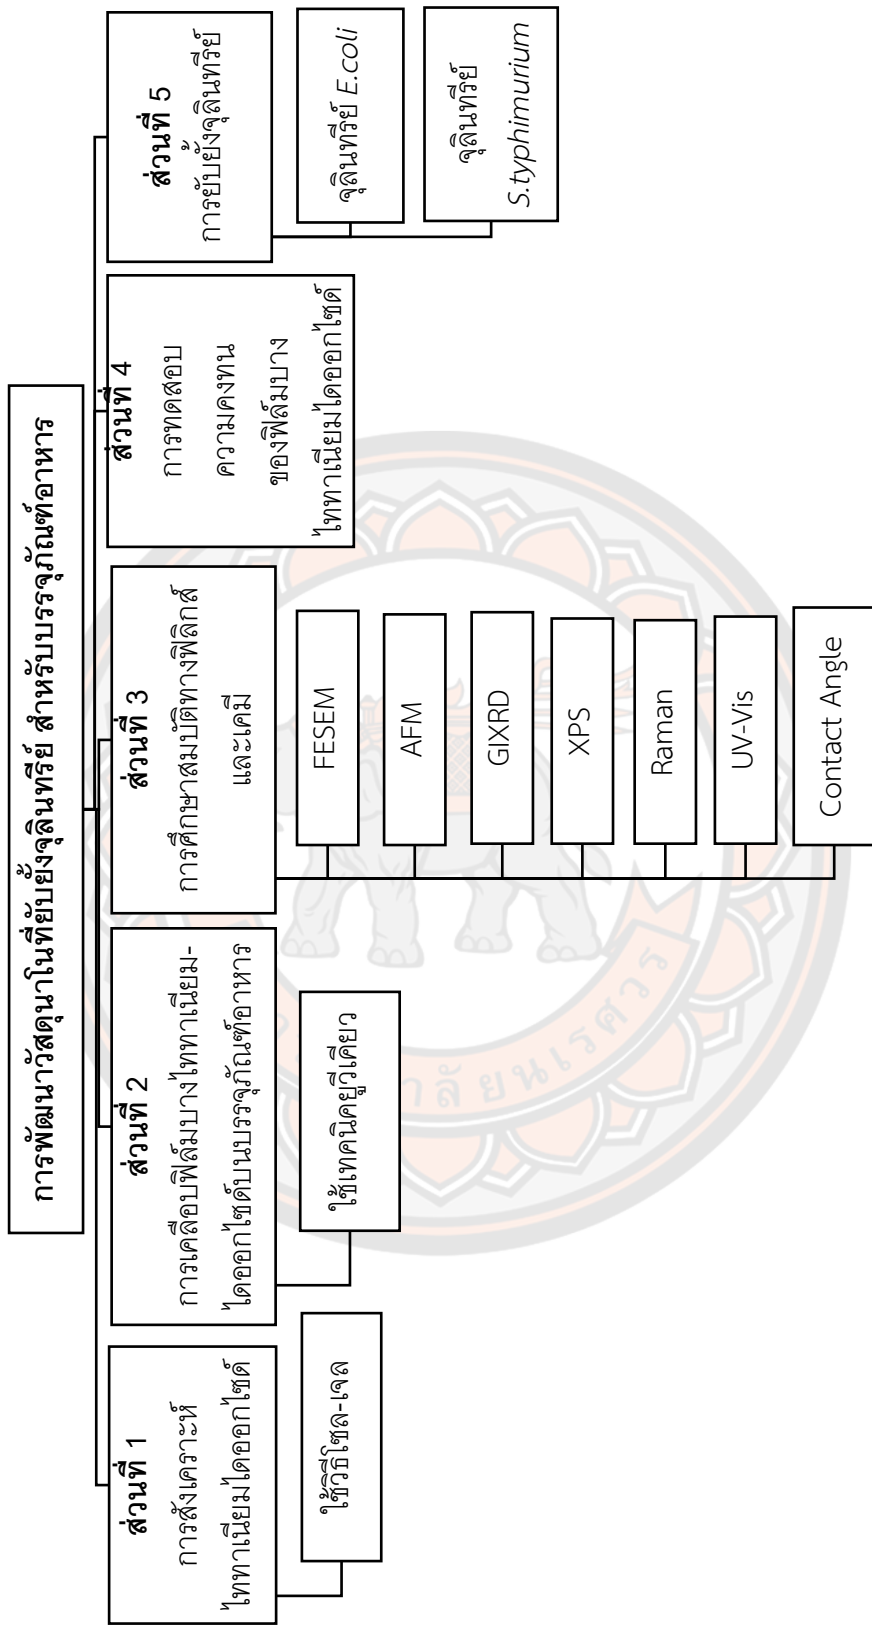 การพัฒนาวัสดุนาโนที่ยับยั้งจุลินทรีย์ สำหรับบรรจุภัณฑ์อาหาร
ส่วนที่ 1
การสังเคราะห์
ไททาเนียมไดออกไซด์
ใช้วิธีโซล-เจล
ส่วนที่ 2
การเคลือบฟิล์มบางไททาเนียม-
ไดออกไซด์บนบรรจุภัณฑ์อาหาร
ใช้เทคนิคยูวีเคียว
ส่วนที่ 3
การศึกษาสมบัติทางฟิสิกส์
และเคมี
FESEM
AFM
GIXRD
XPS
Raman
UV-Vis
Contact Angle
ส่วนที่ 4
การทดสอบ
ความคงทน
ของฟิล์มบาง
ไททาเนียมไดออกไซด์
ส่วนที่ 5
การยับยั้งจุลินทรีย์
จุลินทรีย์ E.coli
จุลินทรีย์
S.typhimurium
ลัยนเรศวร